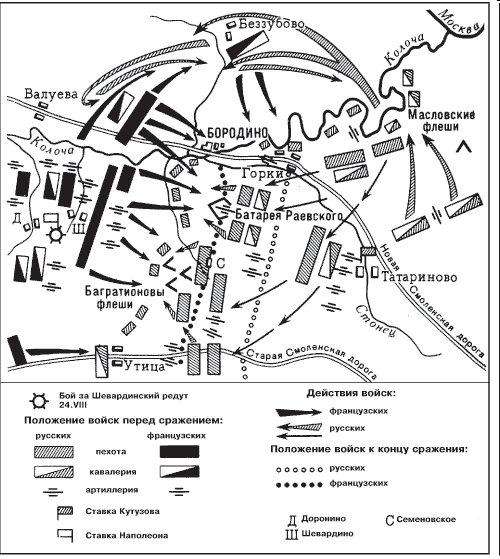 Беззубово
Москва
Колоча
Валуева
Масловские
флеши
БОРОДИНО
Колоча
Горки
Батарея Раевского
Д
Ш
С
Татариново
Багратионовы
флеши
Стонец
Новая Смоленская дорога
Утица
Старая Смоленская дорога
Бой за Шевардинский редут
24.VIII
Положение войск перед сражением:
русских французских
пехота
кавалерия
артиллерия
Ставка Кутузова
Ставка Наполеона
Действия войск:
французских
русских
Положение войск к концу сражения:
русских
французских
Д Доронино С Семеновское
Ш Шевардино